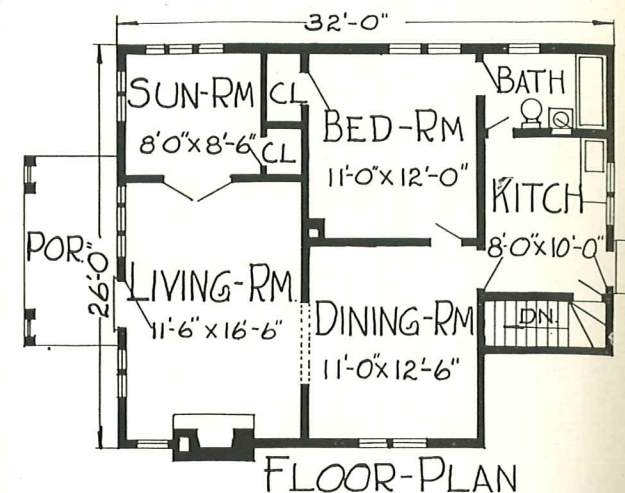 32'-0"
SUN-RM
8'0"X8'-6"
CL
CL
BED-RM
11'-0"X12'-0"
BATH
KITCH
8'-0"X10'-0"
POR.
26'-0"
LIVING-RM.
11'-6"X16'-6"
DINING-RM
11'-0"X12'-6"
DN.
FLOOR-PLAN